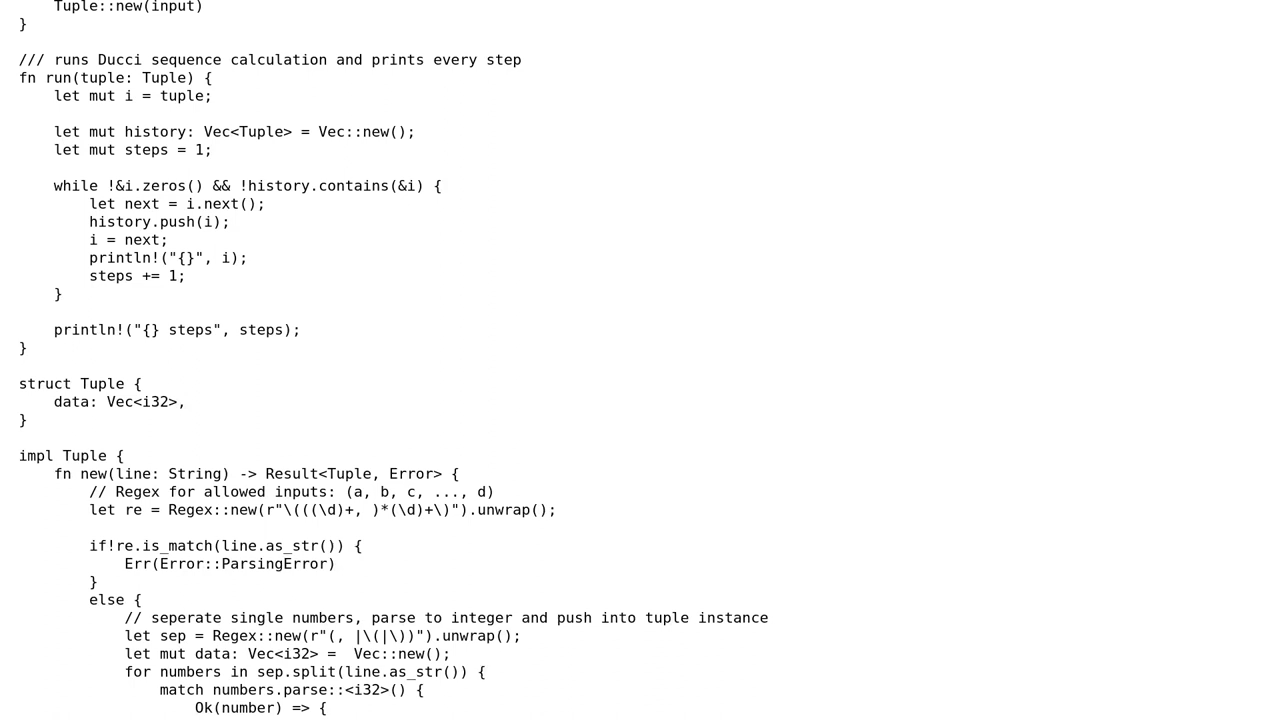 Tuple::new(input)
}

/// runs Ducci sequence calculation and prints every step
fn run(tuple: Tuple) {
    let mut i = tuple;

    let mut history: Vec<Tuple> = Vec::new();
    let mut steps = 1;

    while !&i.zeros() && !history.contains(&i) {
        let next = i.next();
        history.push(i);
        i = next;
        println!("{}", i);
        steps += 1;
    }

    println!("{} steps", steps);
}

struct Tuple {
    data: Vec<i32>,
}

impl Tuple {
    fn new(line: String) -> Result<Tuple, Error> {
        // Regex for allowed inputs: (a, b, c, ..., d)
        let re = Regex::new(r"\(((\d)+, )*(\d)+\)").unwrap();

        if!re.is_match(line.as_str()) {
            Err(Error::ParsingError)
        }
        else {
            // seperate single numbers, parse to integer and push into tuple instance
            let sep = Regex::new(r"(, |\(|\))").unwrap();
            let mut data: Vec<i32> =  Vec::new();
            for numbers in sep.split(line.as_str()) {
                match numbers.parse::<i32>() {
                    Ok(number) => {